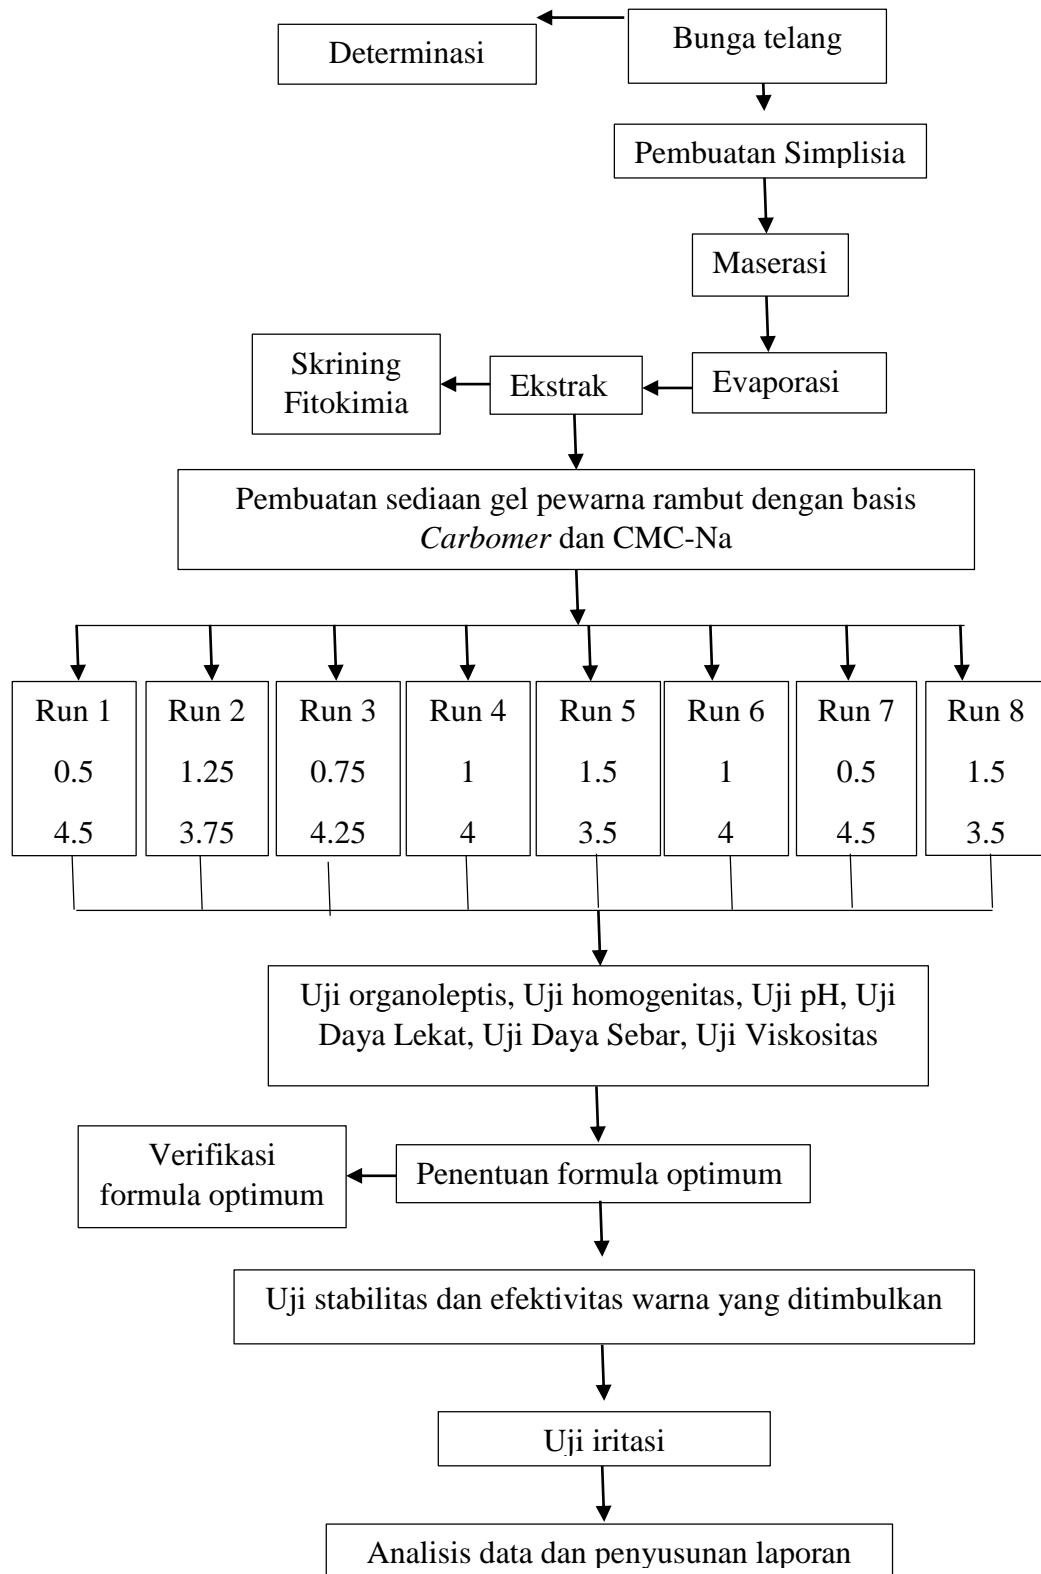 Bunga telang
Determinasi
Pembuatan Simplisia
Maserasi
Evaporasi
Ekstrak
Skrining
Fitokimia
Pembuatan sediaan gel pewarna rambut dengan basis
Carbomer dan CMC-Na
Run 1
0.5
4.5
Run 2
1.25
3.75
Run 3
0.75
4.25
Run 4
1
4
Run 5
1.5
3.5
Run 6
1
4
Run 7
0.5
4.5
Run 8
1.5
3.5
Uji organoleptis, Uji homogenitas, Uji pH, Uji
Daya Lekat, Uji Daya Sebar, Uji Viskositas
Penentuan formula optimum
Verifikasi
formula optimum
Uji stabilitas dan efektivitas warna yang ditimbulkan
Uji iritasi
Analisis data dan penyusunan laporan